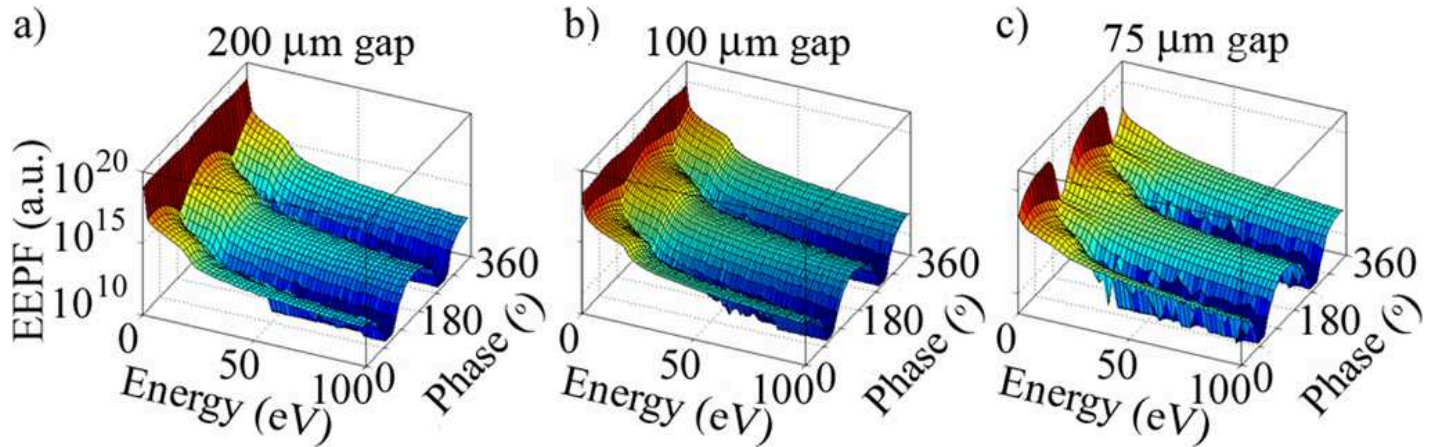 a)
200 μm gap
b)
100 μm gap
c)
75 μm gap
EEPF (a.u.)
10^20
10^15
10^10
0
50
100
Energy (eV)
0
180
360
Phase (º)
0
50
100
Energy (eV)
0
180
360
Phase (º)
0
50
100
Energy (eV)
0
180
360
Phase (º)